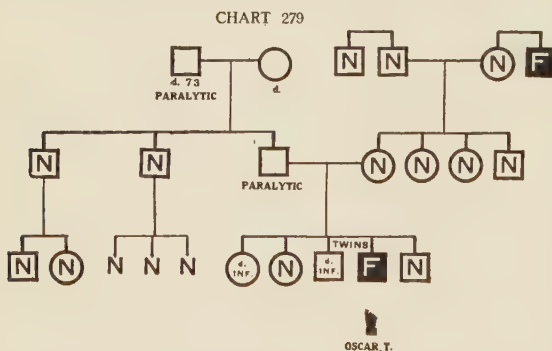 CHART 279
N N N F
d. 73 d.
PARALYTIC
N N N N N N
PARALYTIC
TWINS
N N N N N d. INF. N d. INF. F N
OSCAR T.